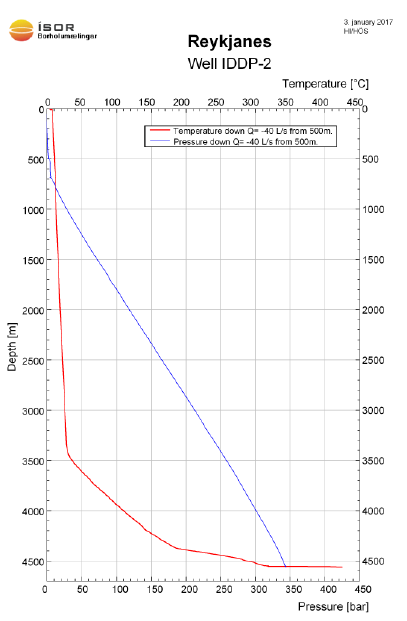 ÍSOR
Borholumælingar
3. january 2017
HI/HÓS
Reykjanes
Well IDDP-2
Temperature [°C]
0 50 100 150 200 250 300 350 430
0 0
Temperature down Q= -40 L/s from 500m.
Pressure down Q= -40 L/s from 500m.
500 500
1000 1000
1500 1500
2000 2000
2500 2500
Depth [m]
3000 3000
3500 3500
4000 4000
4500 4500
0 50 100 150 200 250 300 350 400 450
Pressure [bar]